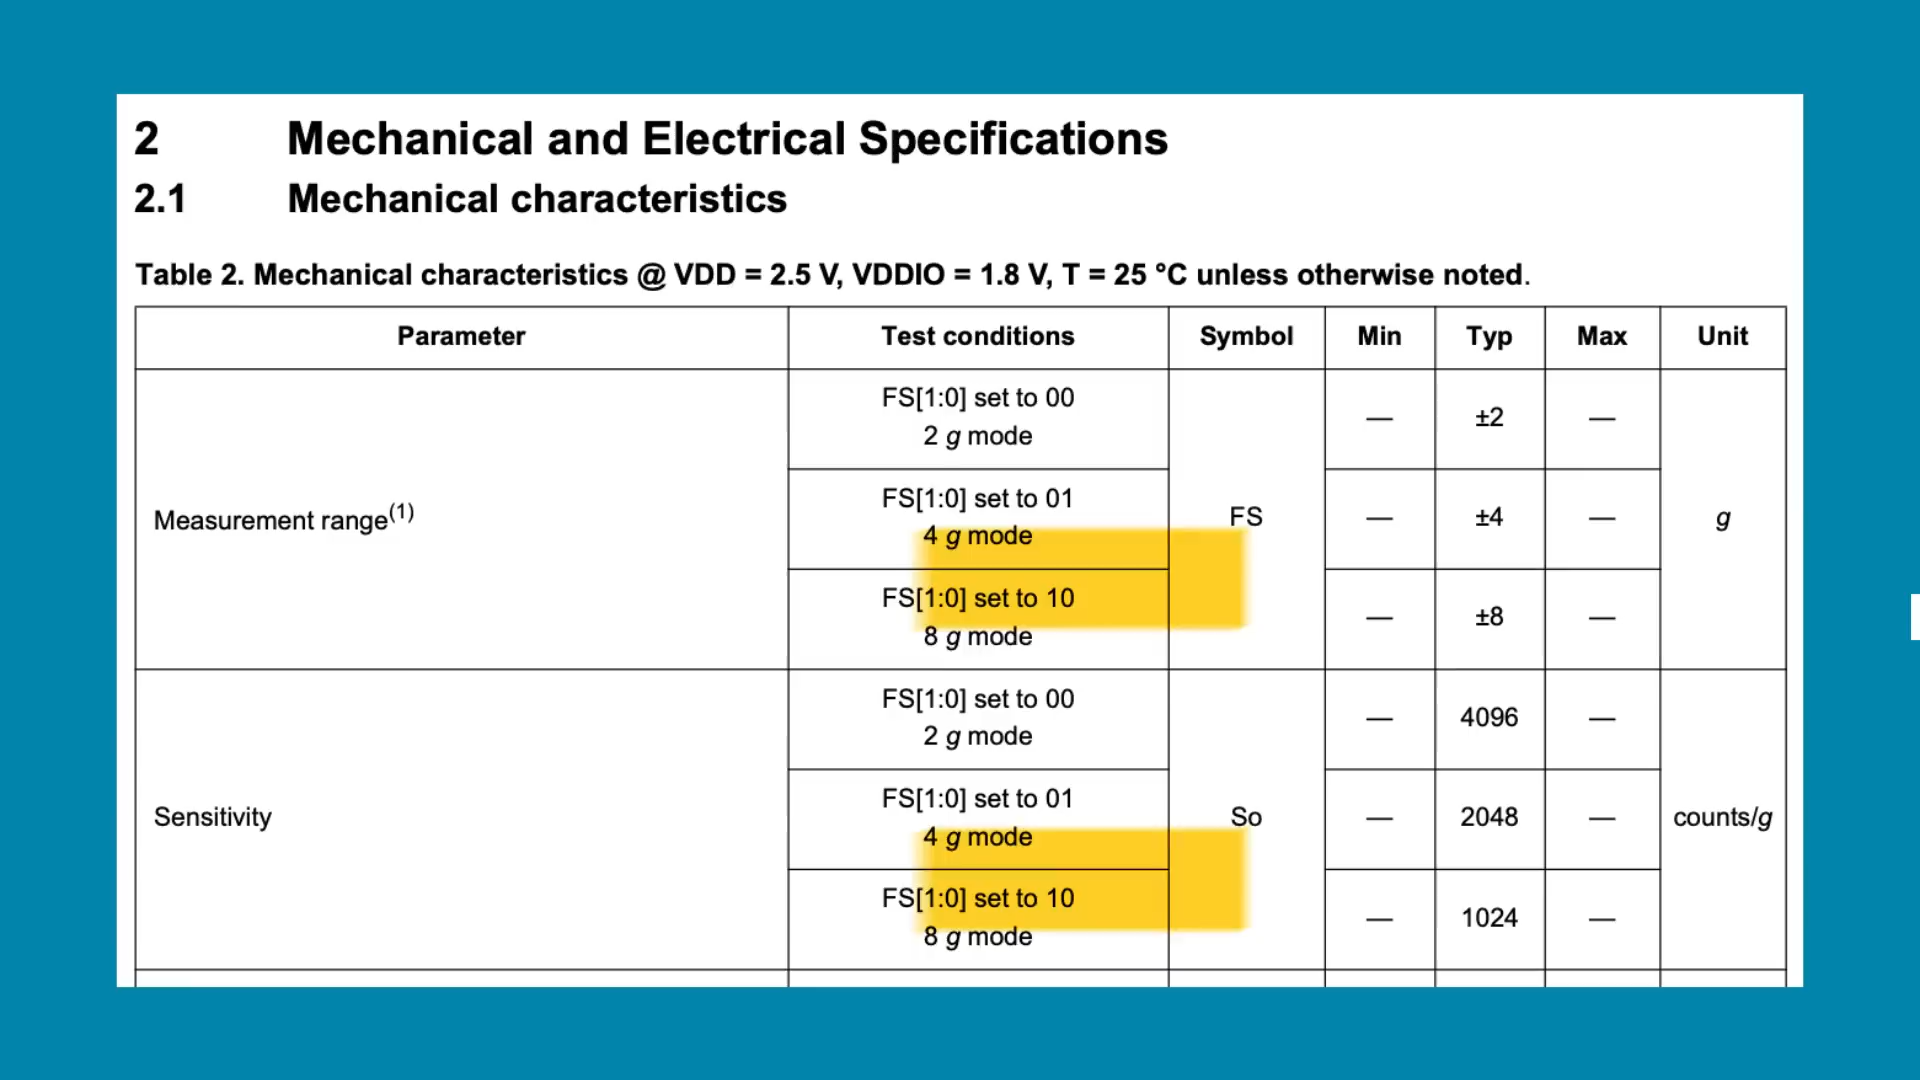 2 Mechanical and Electrical Specifications
2.1 Mechanical characteristics
Table 2. Mechanical characteristics @ VDD = 2.5 V, VDDIO = 1.8 V, T = 25 °C unless otherwise noted.
Parameter Test conditions Symbol Min Typ Max Unit
Measurement range(1) FS g
FS[1:0] set to 00
2 g mode — ±2 —
FS[1:0] set to 01
4 g mode — ±4 —
FS[1:0] set to 10
8 g mode — ±8 —
Sensitivity So counts/g
FS[1:0] set to 00
2 g mode — 4096 —
FS[1:0] set to 01
4 g mode — 2048 —
FS[1:0] set to 10
8 g mode — 1024 —